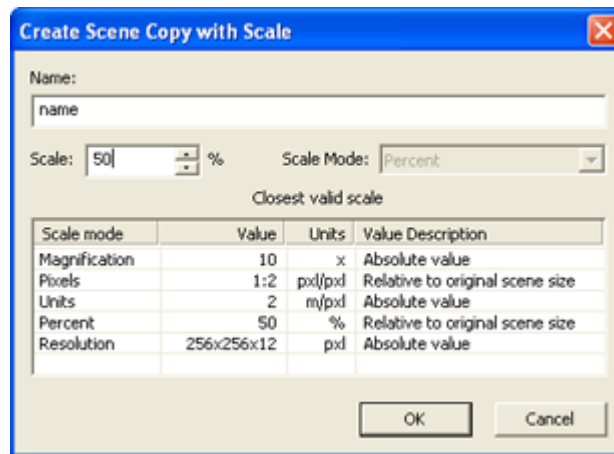 Create Scene Copy with Scale
Name:
name
Scale: 50 % Scale Mode: Percent
Closest valid scale
Scale mode Value Units Value Description
Magnification 10 x Absolute value
Pixels 1:2 pxl/pxl Relative to original scene size
Units 2 m/pxl Absolute value
Percent 50 % Relative to original scene size
Resolution 256x256x12 pxl Absolute value
OK Cancel